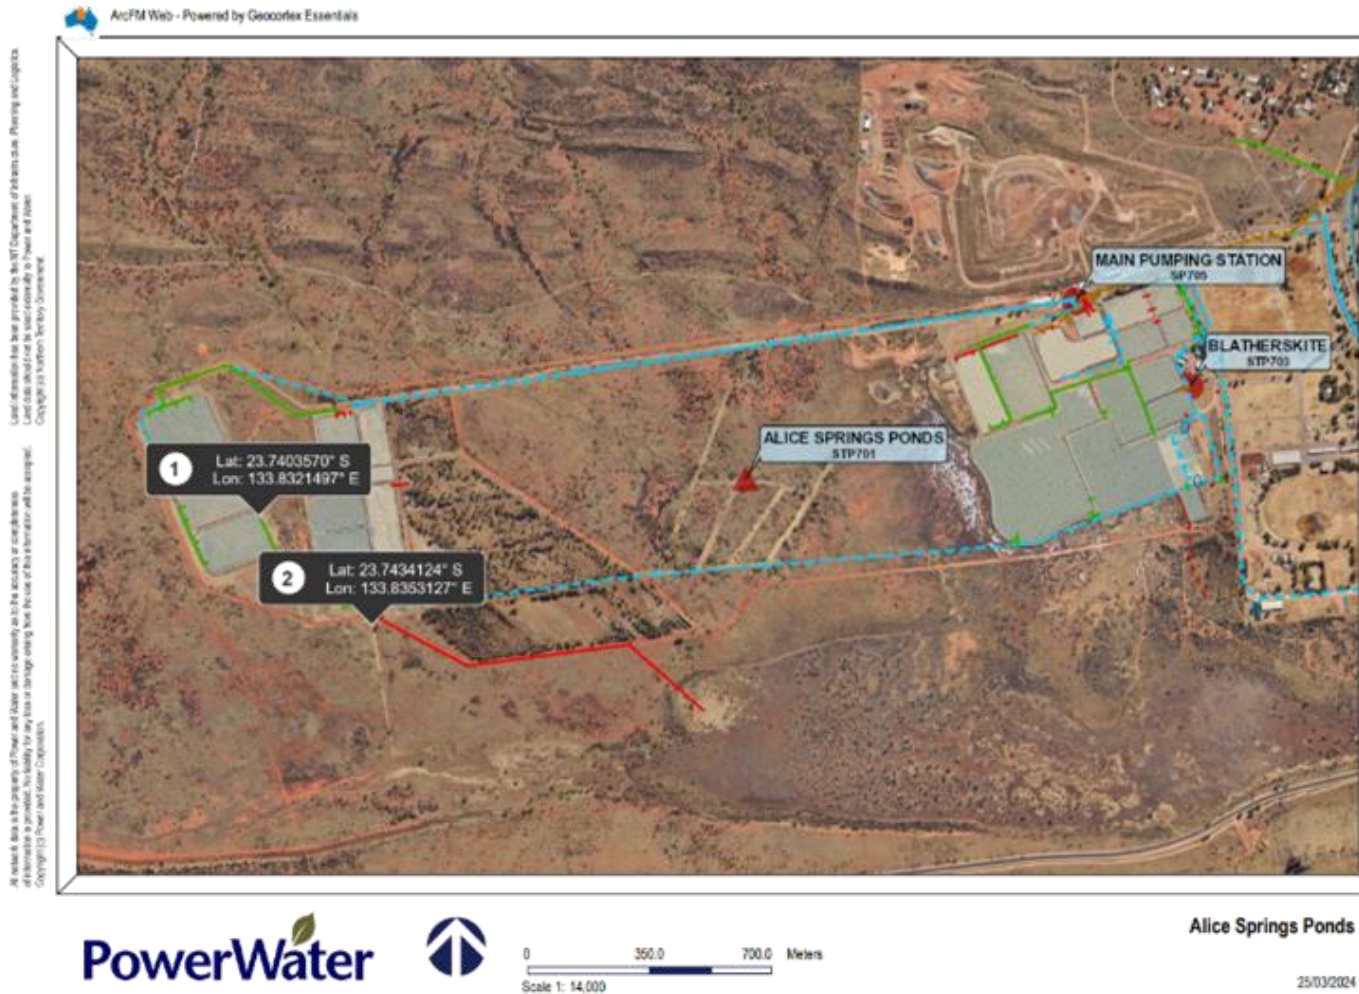 ArcFM Web - Powered by Geocortex Essentials
MAIN PUMPING STATION
SP705
BLATHERSKITE
STP703
ALICE SPRINGS PONDS
STP701
1
Lat: 23.7403570° S
Lon: 133.8321497° E
2
Lat: 23.7434124° S
Lon: 133.8353127° E
PowerWater
0 350.0 700.0 Meters
Scale 1: 14,000
Alice Springs Ponds
25/03/2024